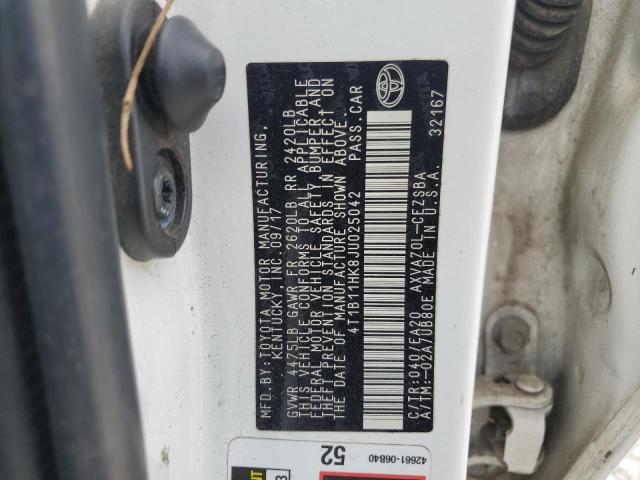 MFD.BY:TOYOTA MOTOR MANUFACTURING,
KENTUCKY, INC. 09/17
GVWR 4475LB GAWR FR 2620LB RR 2420LB
THIS VEHICLE CONFORMS TO ALL APPLICABLE
FEDERAL MOTOR VEHICLE SAFETY BUMPER, AND
THEFT PREVENTION STANDARDS IN EFFECT ON
THE DATE OF MANUFACTURE SHOWN ABOVE.
4T1B11HK8JU025042 PASS.CAR
C/TR:040/EA20 AXVA70L-CEZSBA
A/TM:-02A/UB80E MADE IN U.S.A. 32167
52
42661-06B40